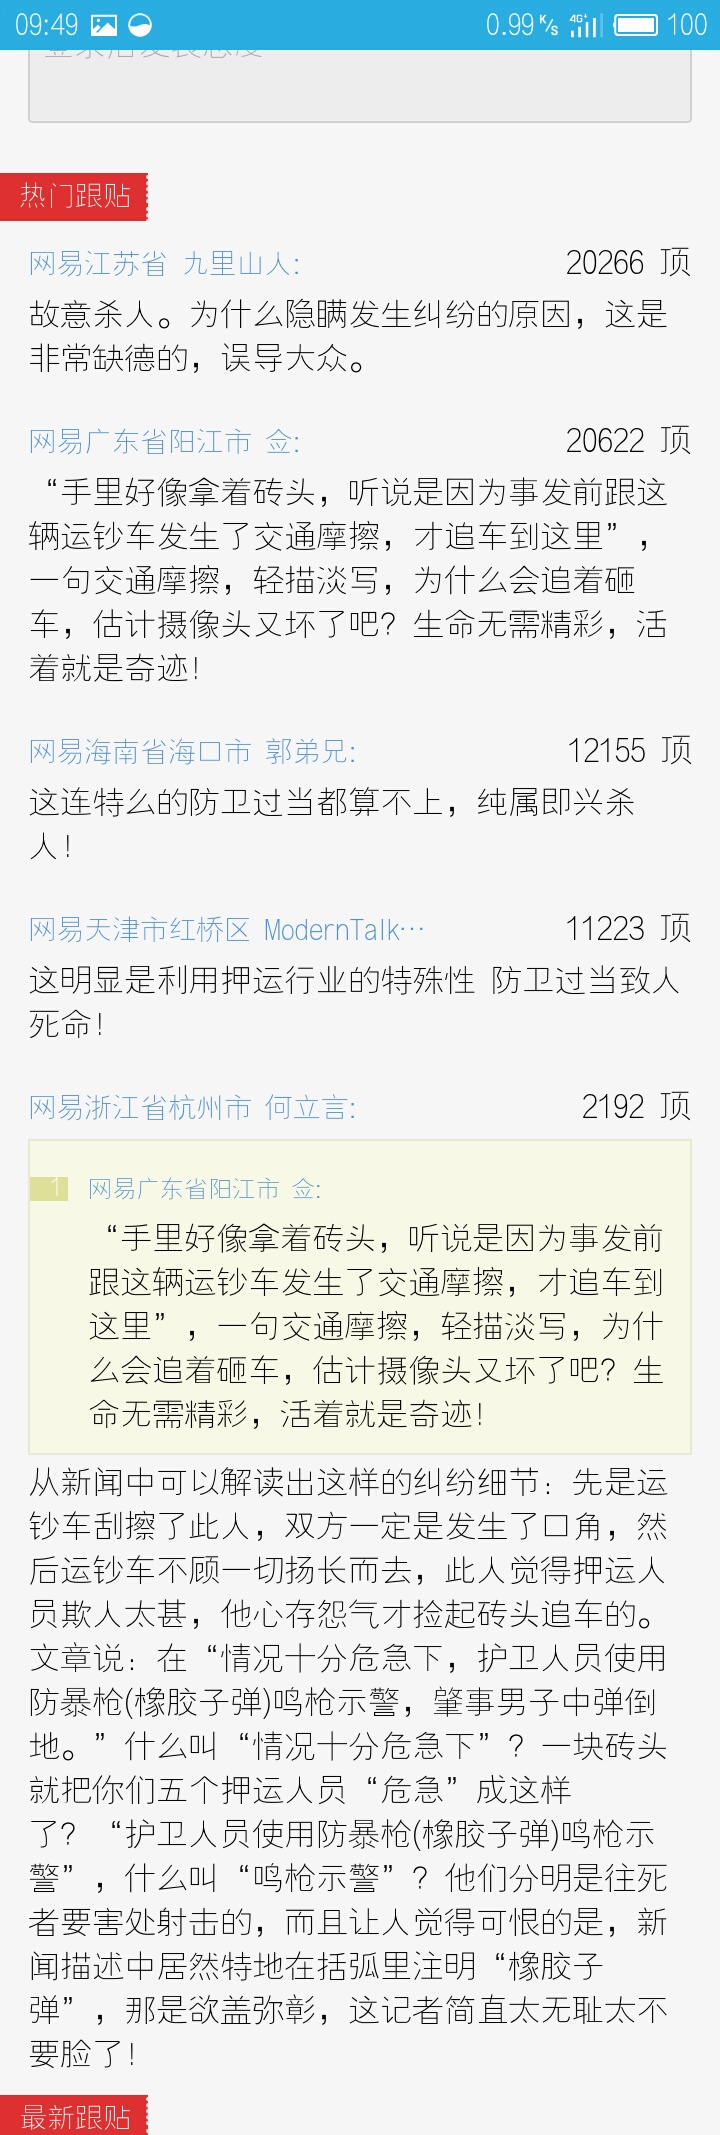 09:49
0.99 K/s 4G+ 100
登录后发表感受
热门跟贴
网易江苏省 九里山人: 20266 顶
故意杀人。为什么隐瞒发生纠纷的原因，这是
非常缺德的，误导大众。
网易广东省阳江市 佥: 20622 顶
“手里好像拿着砖头，听说是因为事发前跟这
辆运钞车发生了交通摩擦，才追车到这里”，
一句交通摩擦，轻描淡写，为什么会追着砸
车，估计摄像头又坏了吧？生命无需精彩，活
着就是奇迹！
网易海南省海口市 郭弟兄: 12155 顶
这连特么的防卫过当都算不上，纯属即兴杀
人！
网易天津市红桥区 ModernTalk… 11223 顶
这明显是利用押运行业的特殊性 防卫过当致人
死命！
网易浙江省杭州市 何立言: 2192 顶
1 网易广东省阳江市 佥:
“手里好像拿着砖头，听说是因为事发前
跟这辆运钞车发生了交通摩擦，才追车到
这里”，一句交通摩擦，轻描淡写，为什
么会追着砸车，估计摄像头又坏了吧？生
命无需精彩，活着就是奇迹！
从新闻中可以解读出这样的纠纷细节：先是运
钞车刮擦了此人，双方一定是发生了口角，然
后运钞车不顾一切扬长而去，此人觉得押运人
员欺人太甚，他心存怨气才捡起砖头追车的。
文章说：在“情况十分危急下，护卫人员使用
防暴枪(橡胶子弹)鸣枪示警，肇事男子中弹倒
地。”什么叫“情况十分危急下”？一块砖头
就把你们五个押运人员“危急”成这样
了？“护卫人员使用防暴枪(橡胶子弹)鸣枪示
警”，什么叫“鸣枪示警”？他们分明是往死
者要害处射击的，而且让人觉得可恨的是，新
闻描述中居然特地在括弧里注明“橡胶子
弹”，那是欲盖弥彰，这记者简直太无耻太不
要脸了！
最新跟贴